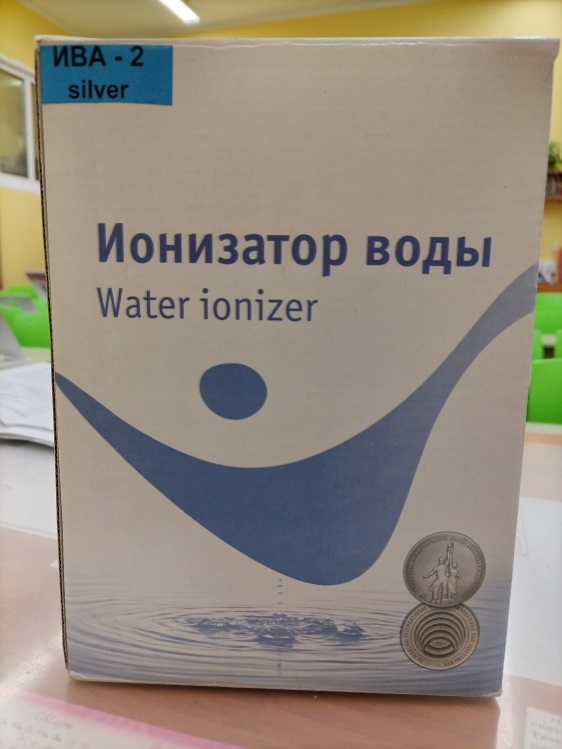 ИВА - 2
silver
Ионизатор воды
Water ionizer